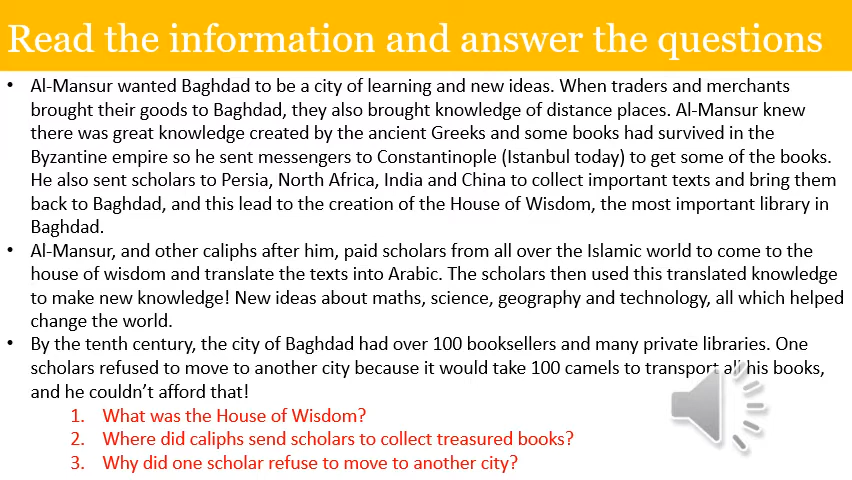 Read the information and answer the questions
• Al-Mansur wanted Baghdad to be a city of learning and new ideas. When traders and merchants
brought their goods to Baghdad, they also brought knowledge of distance places. Al-Mansur knew
there was great knowledge created by the ancient Greeks and some books had survived in the
Byzantine empire so he sent messengers to Constantinople (Istanbul today) to get some of the books.
He also sent scholars to Persia, North Africa, India and China to collect important texts and bring them
back to Baghdad, and this lead to the creation of the House of Wisdom, the most important library in
Baghdad.
• Al-Mansur, and other caliphs after him, paid scholars from all over the Islamic world to come to the
house of wisdom and translate the texts into Arabic. The scholars then used this translated knowledge
to make new knowledge! New ideas about maths, science, geography and technology, all which helped
change the world.
• By the tenth century, the city of Baghdad had over 100 booksellers and many private libraries. One
scholars refused to move to another city because it would take 100 camels to transport all his books,
and he couldn't afford that!
1. What was the House of Wisdom?
2. Where did caliphs send scholars to collect treasured books?
3. Why did one scholar refuse to move to another city?